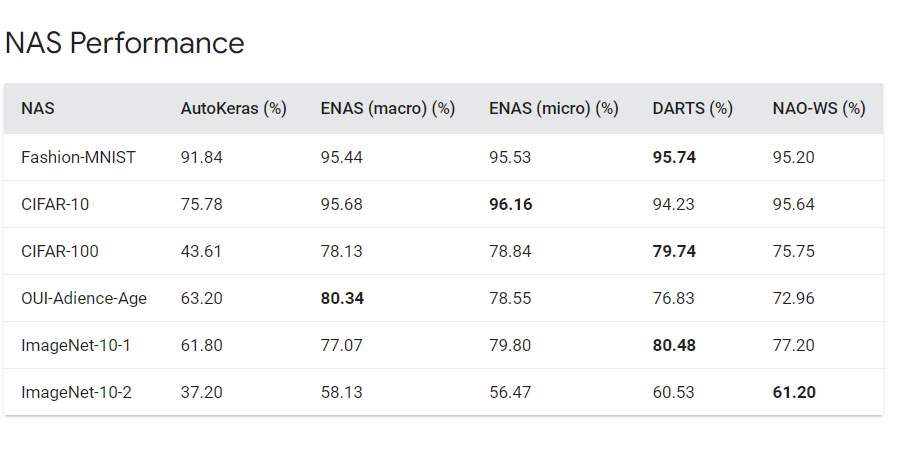 NAS Performance
NAS AutoKeras (%) ENAS (macro) (%) ENAS (micro) (%) DARTS (%) NAO-WS (%)
Fashion-MNIST 91.84 95.44 95.53 95.74 95.20
CIFAR-10 75.78 95.68 96.16 94.23 95.64
CIFAR-100 43.61 78.13 78.84 79.74 75.75
OUI-Adience-Age 63.20 80.34 78.55 76.83 72.96
ImageNet-10-1 61.80 77.07 79.80 80.48 77.20
ImageNet-10-2 37.20 58.13 56.47 60.53 61.20